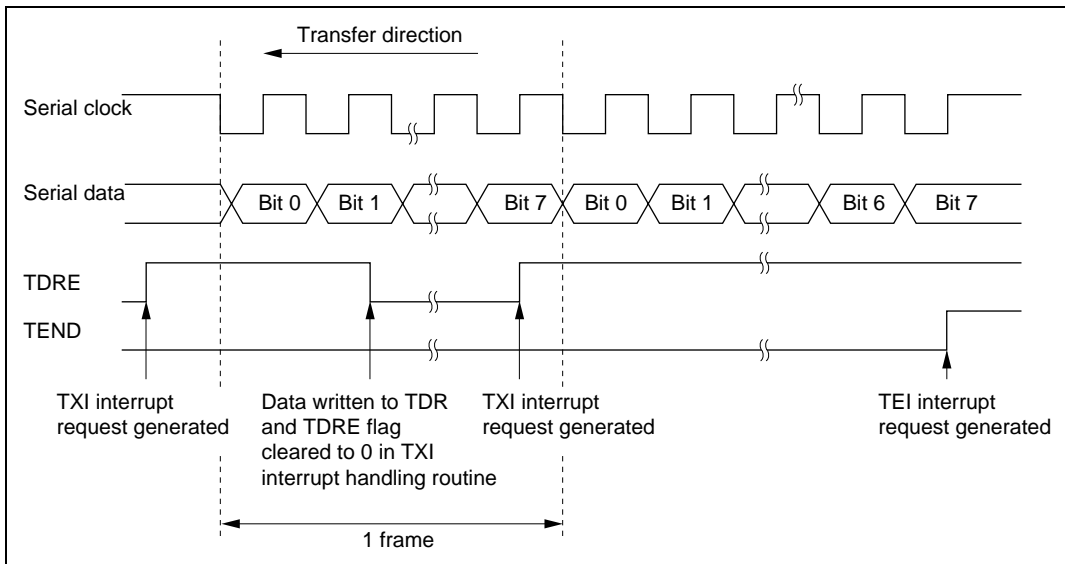 Transfer direction
Serial clock
Serial data
Bit 0
Bit 1
Bit 7
Bit 0
Bit 1
Bit 6
Bit 7
TDRE
TEND
TXI interrupt
request generated
Data written to TDR
and TDRE flag
cleared to 0 in TXI
interrupt handling routine
TXI interrupt
request generated
TEI interrupt
request generated
1 frame